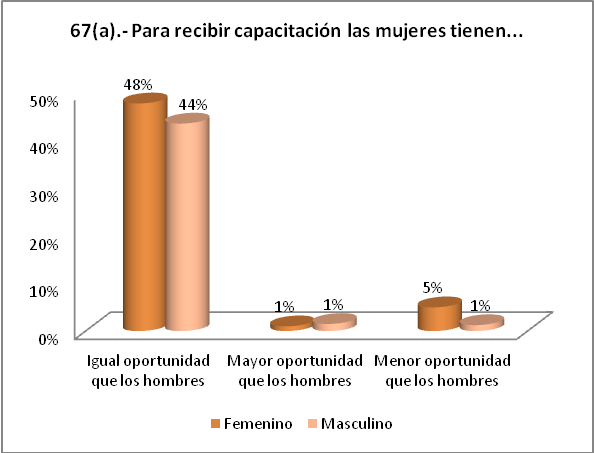 67(a).- Para recibir capacitación las mujeres tienen...
48%
44%
1%
1%
5%
1%
50%
40%
30%
20%
10%
0%
Igual oportunidad que los hombres
Mayor oportunidad que los hombres
Menor oportunidad que los hombres
Femenino
Masculino